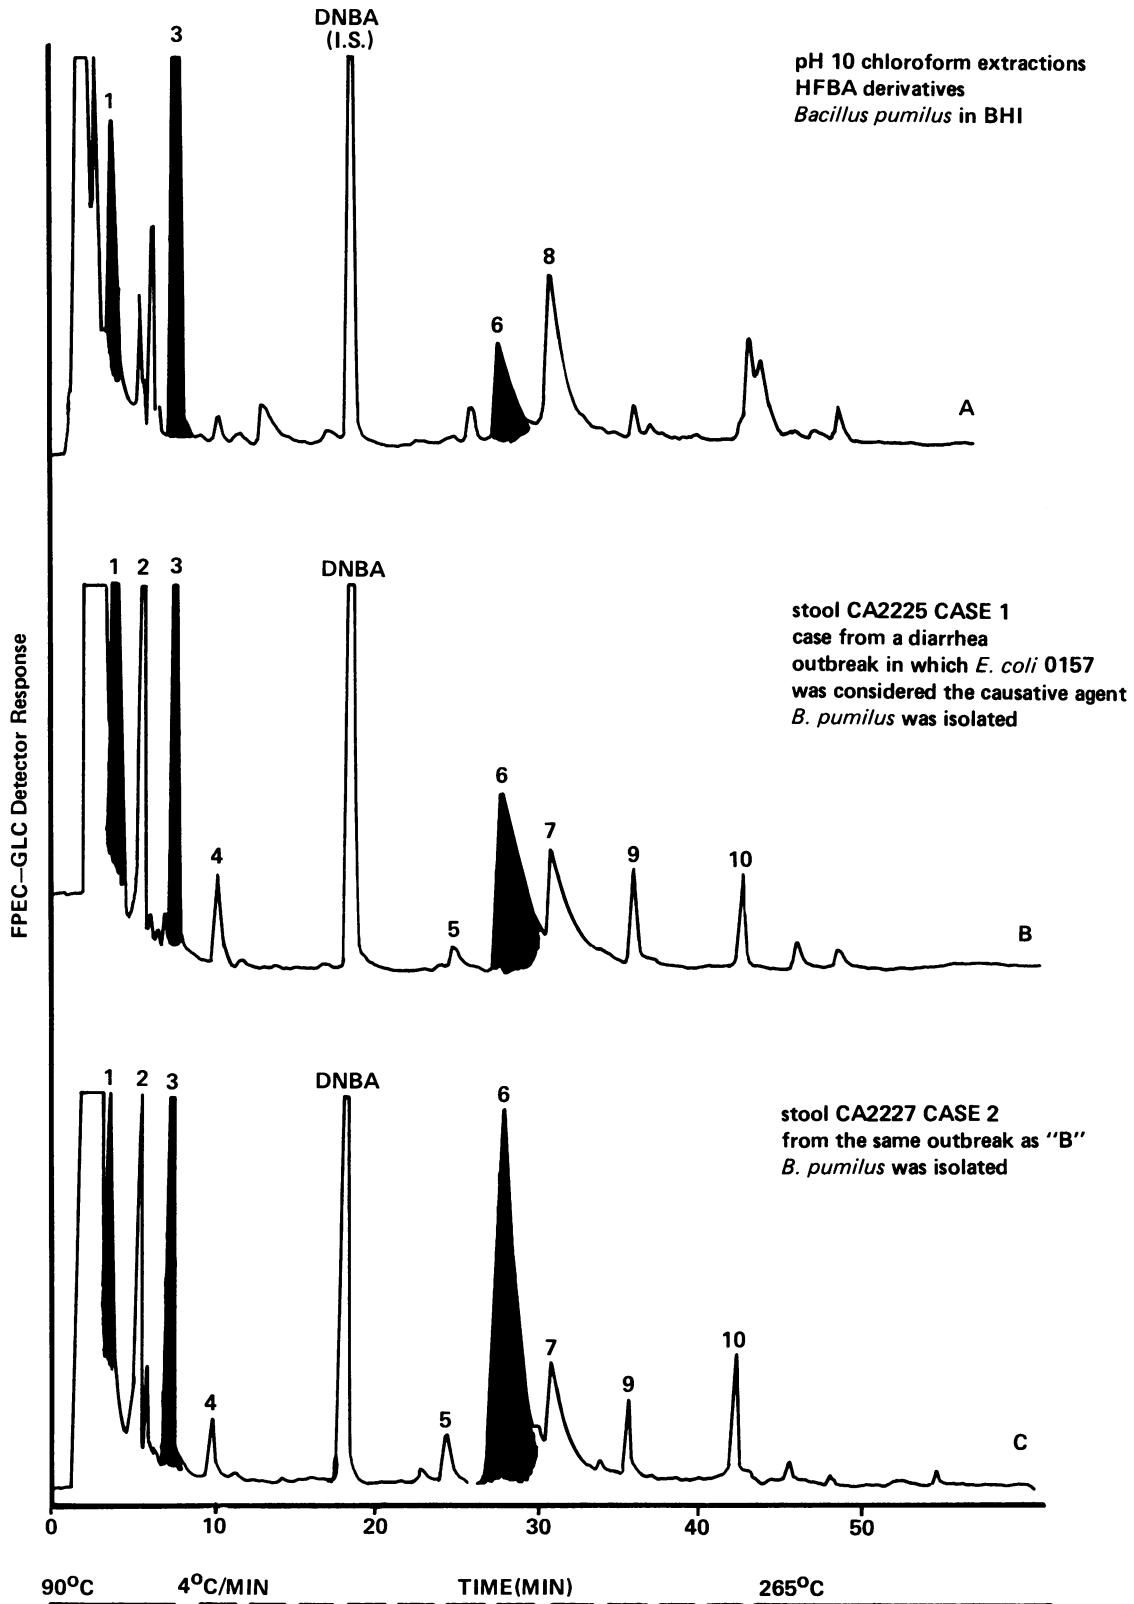 DNBA
(I.S.)
3
1
pH 10 chloroform extractions
HFBA derivatives
Bacillus pumilus in BHI
8
6
A
1 2 3
DNBA
stool CA2225 CASE 1
case from a diarrhea
outbreak in which E. coli 0157
was considered the causative agent
B. pumilus was isolated
6
7
4
9
10
5
B
FPEC—GLC Detector Response
1 2 3
DNBA
6
stool CA2227 CASE 2
from the same outbreak as "B"
B. pumilus was isolated
7
10
9
4
5
C
0 10 20 30 40 50
90°C 4°C/MIN TIME(MIN) 265°C